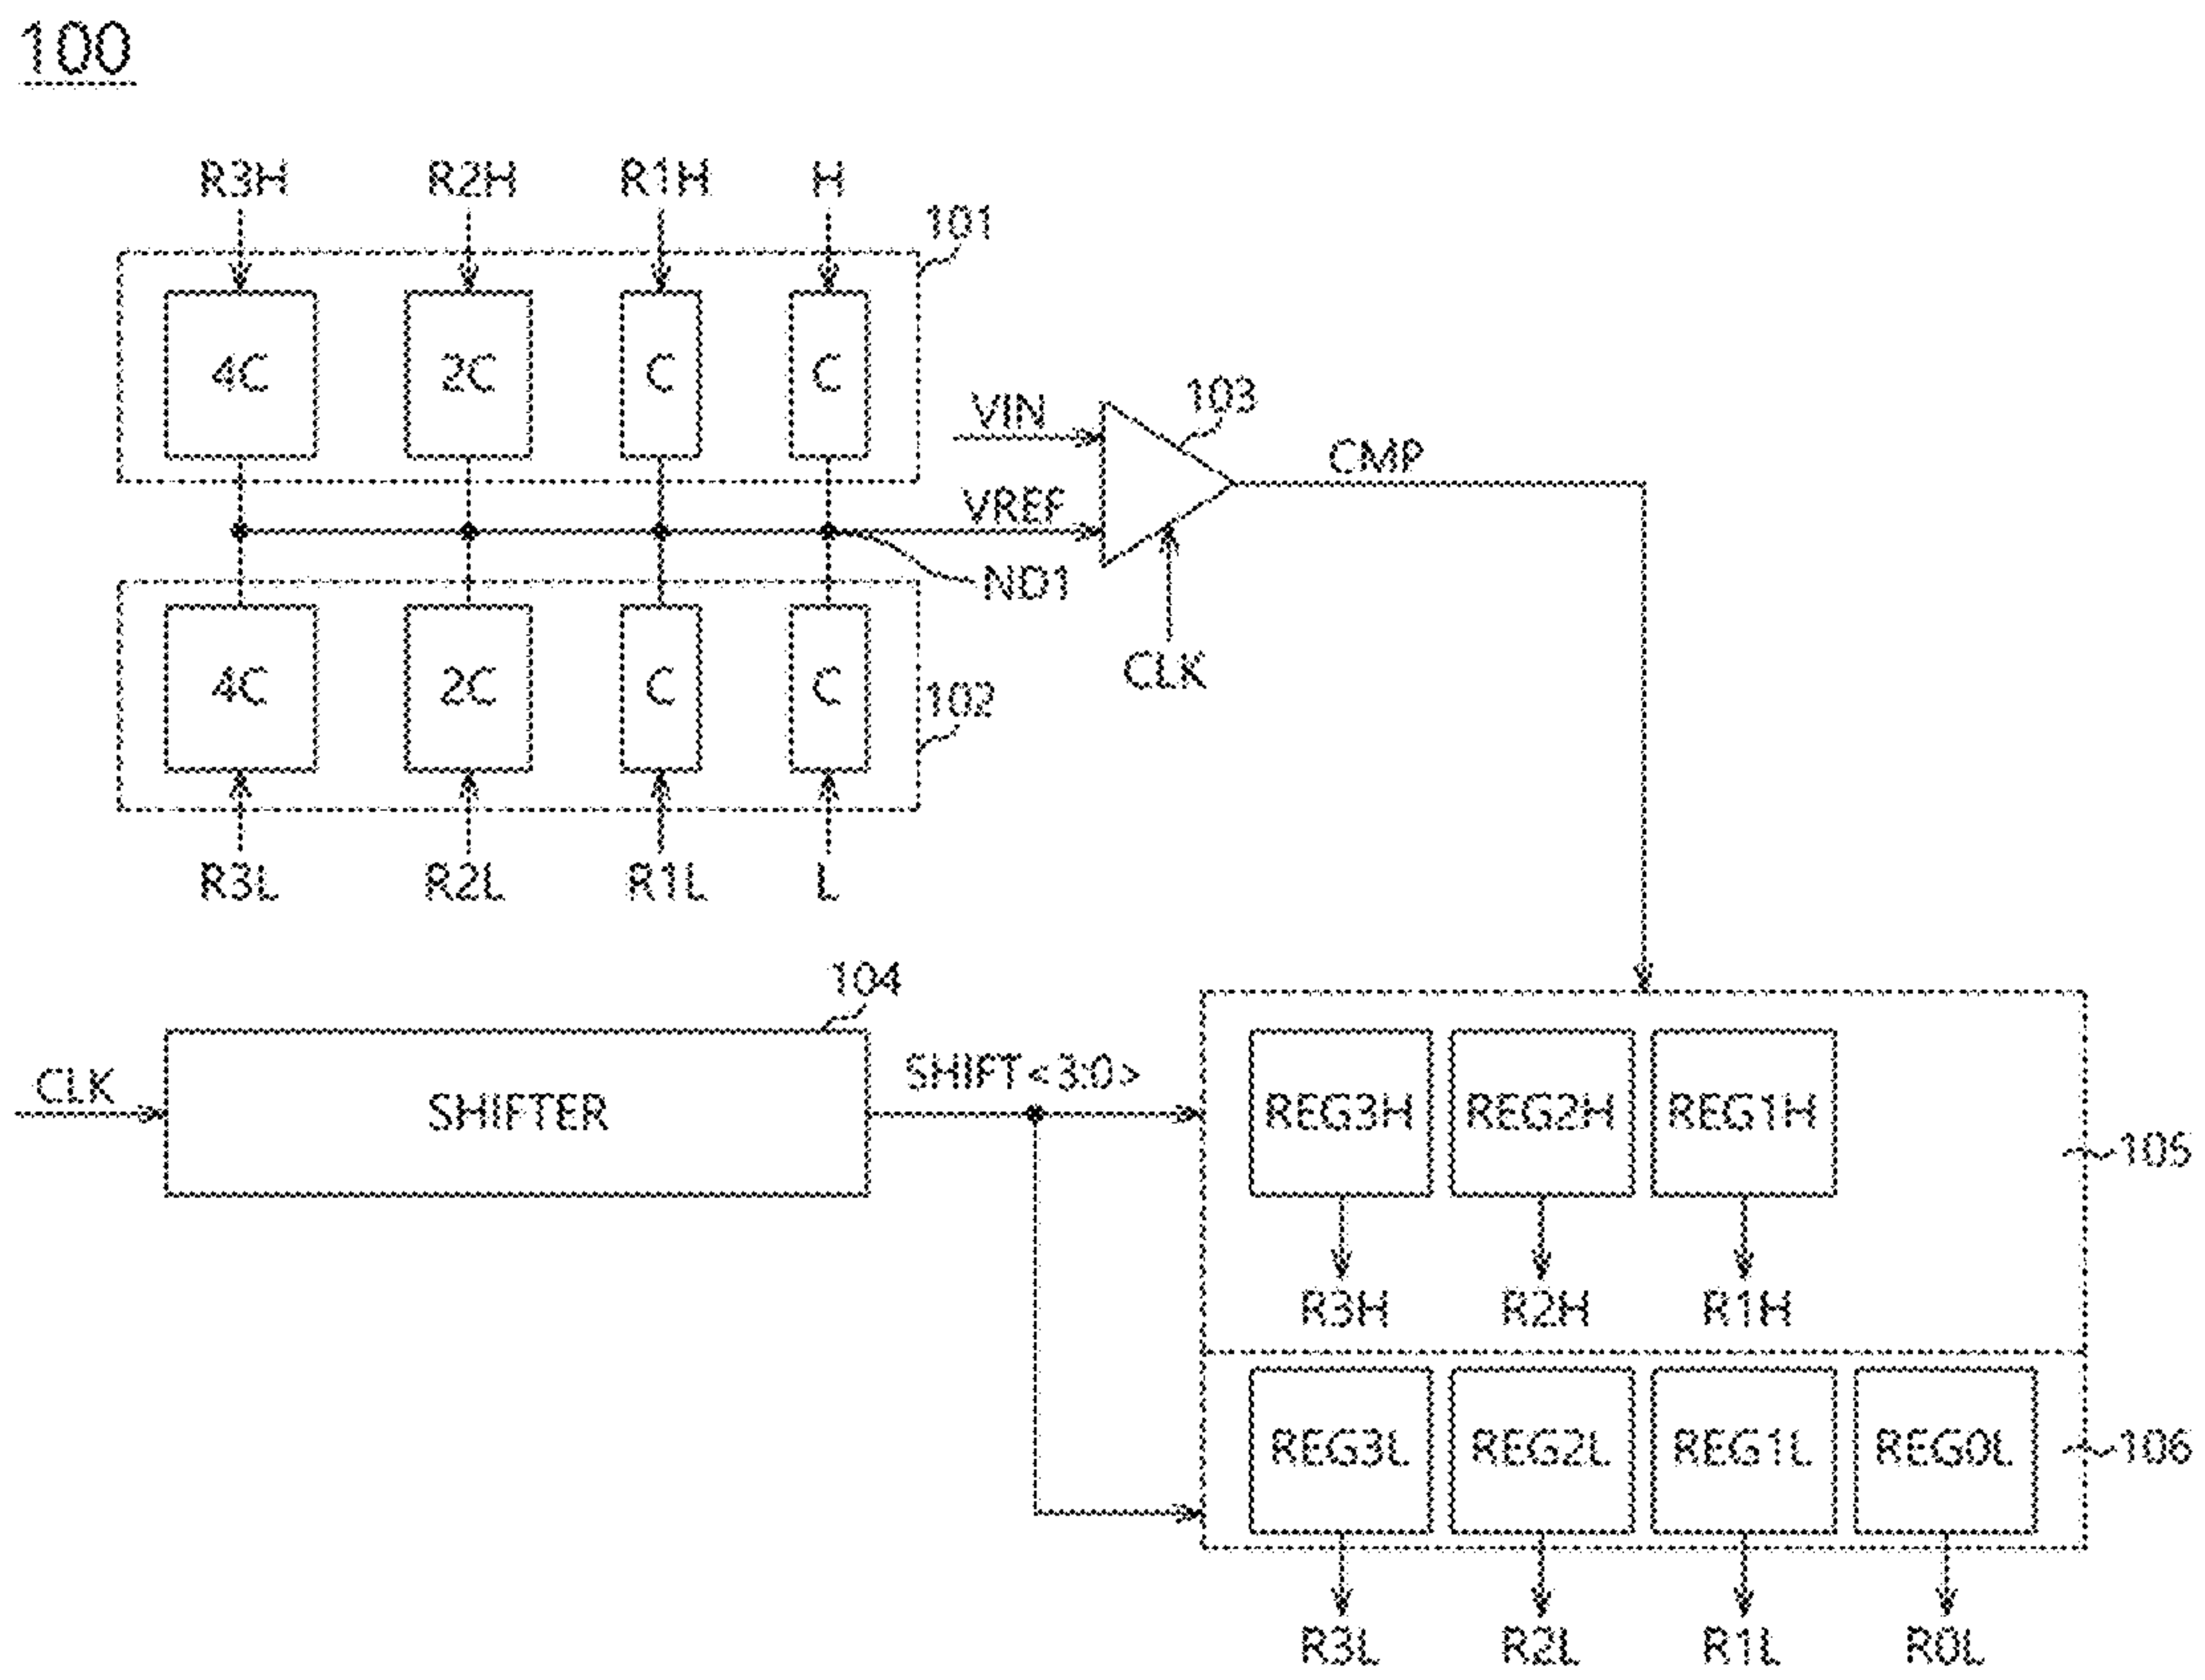 100
R3H R2H R1H H
101
4C 2C C C
VIN
103
CMP
VREF
ND1
CLK
4C 2C C C
102
R3L R2L R1L L
104
CLK
SHIFTER
SHIFT<3:0>
REG3H REG2H REG1H
105
R3H R2H R1H
REG3L REG2L REG1L REG0L
106
R3L R2L R1L R0L